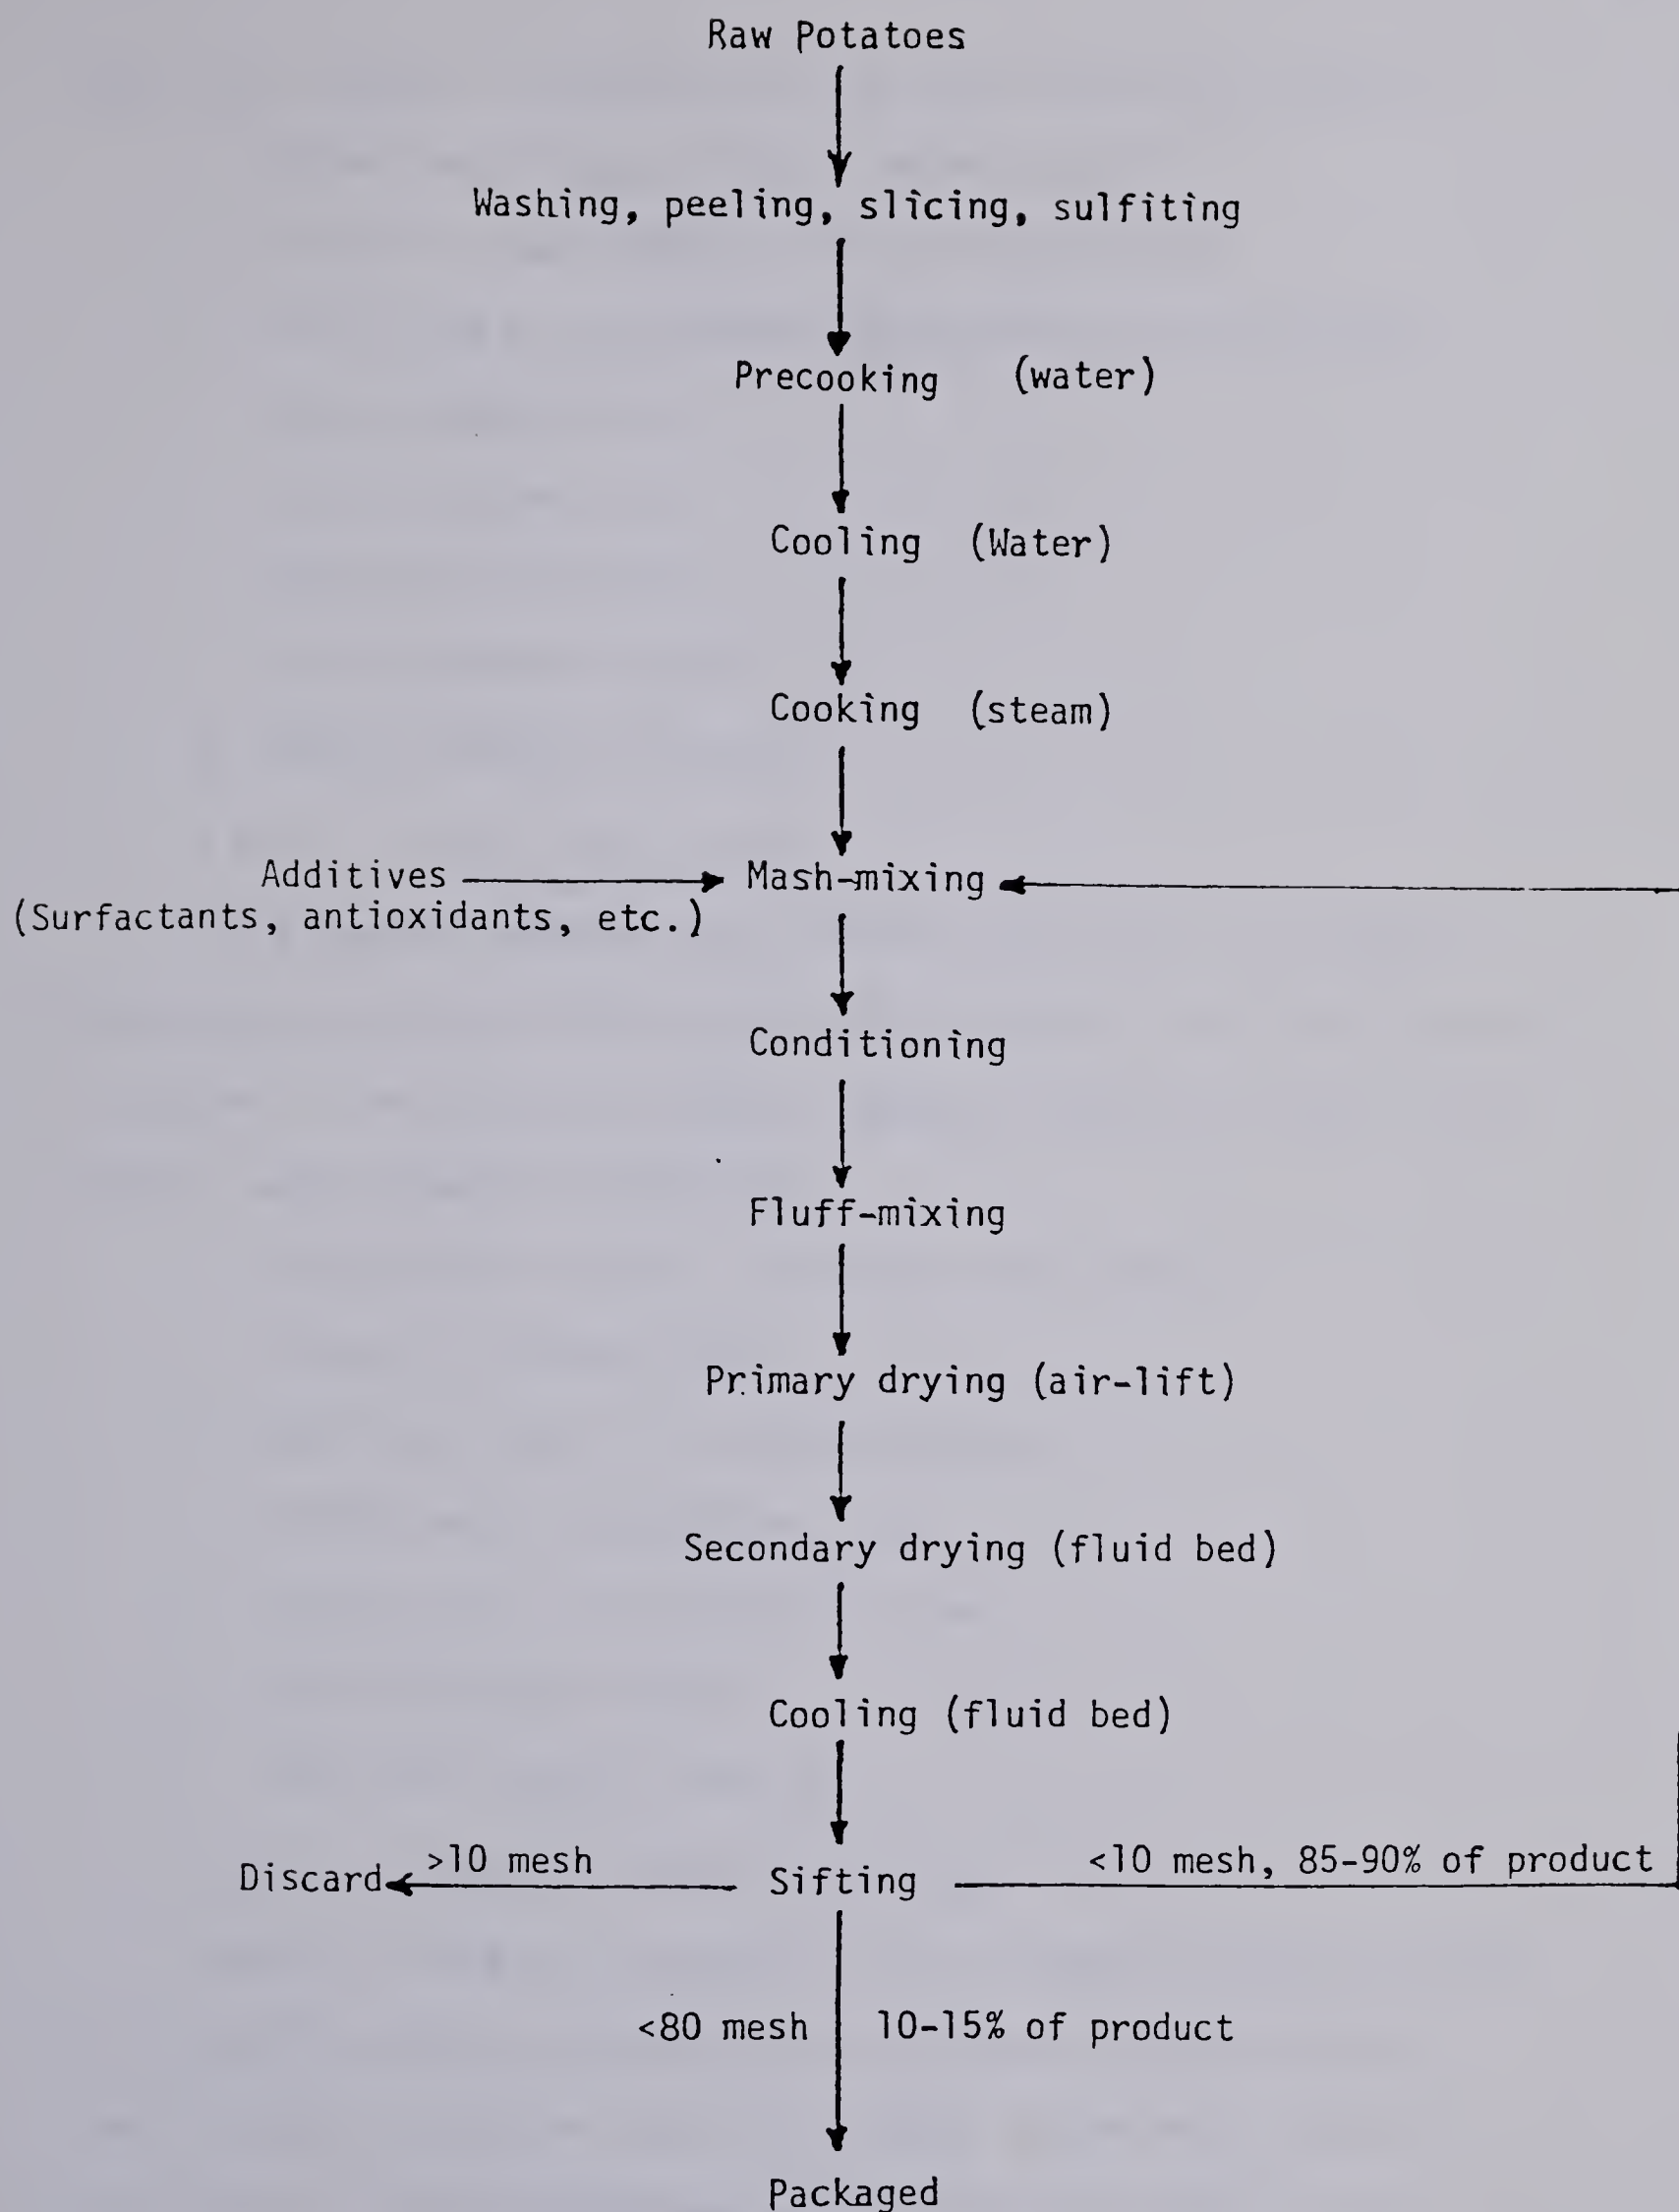 Raw Potatoes
Washing, peeling, slicing, sulfiting
Precooking (water)
Cooling (Water)
Cooking (steam)
Additives
Mash-mixing
(Surfactants, antioxidants, etc.)
Conditioning
Fluff-mixing
Primary drying (air-lift)
Secondary drying (fluid bed)
Cooling (fluid bed)
Discard
>10 mesh
Sifting
<10 mesh, 85-90% of product
<80 mesh
10-15% of product
Packaged